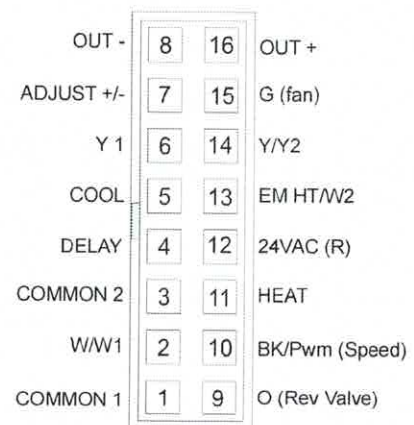 OUT - 8 16 OUT +
ADJUST +/- 7 15 G (fan)
Y 1 6 14 Y/Y2
COOL 5 13 EM HT/W2
DELAY 4 12 24VAC (R)
COMMON 2 3 11 HEAT
W/W1 2 10 BK/Pwm (Speed)
COMMON 1 1 9 O (Rev Valve)